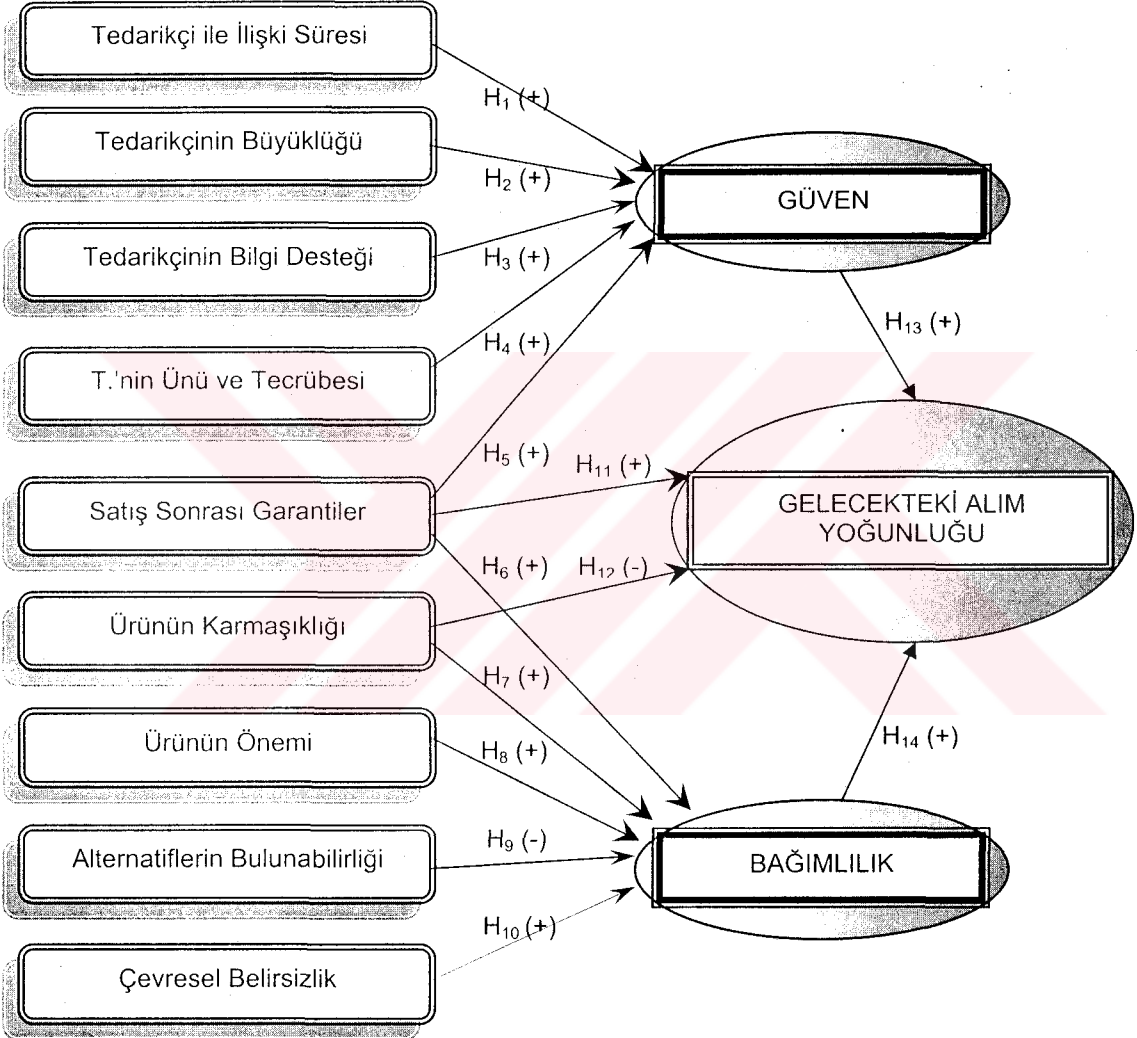 Tedarikçi ile İlişki Süresi
H₁ (+)
Tedarikçinin Büyüklüğü
H₂ (+)
GÜVEN
Tedarikçinin Bilgi Desteği
H₃ (+)
H₁₃ (+)
T.'nin Ünü ve Tecrübesi
H₄ (+)
H₅ (+)
H₁₁ (+)
Satış Sonrası Garantiler
GELECEKTEKİ ALIM
YOĞUNLUĞU
H₆ (+)
H₁₂ (-)
Ürünün Karmaşıklığı
H₇ (+)
Ürünün Önemi
H₈ (+)
H₁₄ (+)
Alternatiflerin Bulunabilirliği
H₉ (-)
BAĞIMLILIK
H₁₀ (+)
Çevresel Belirsizlik